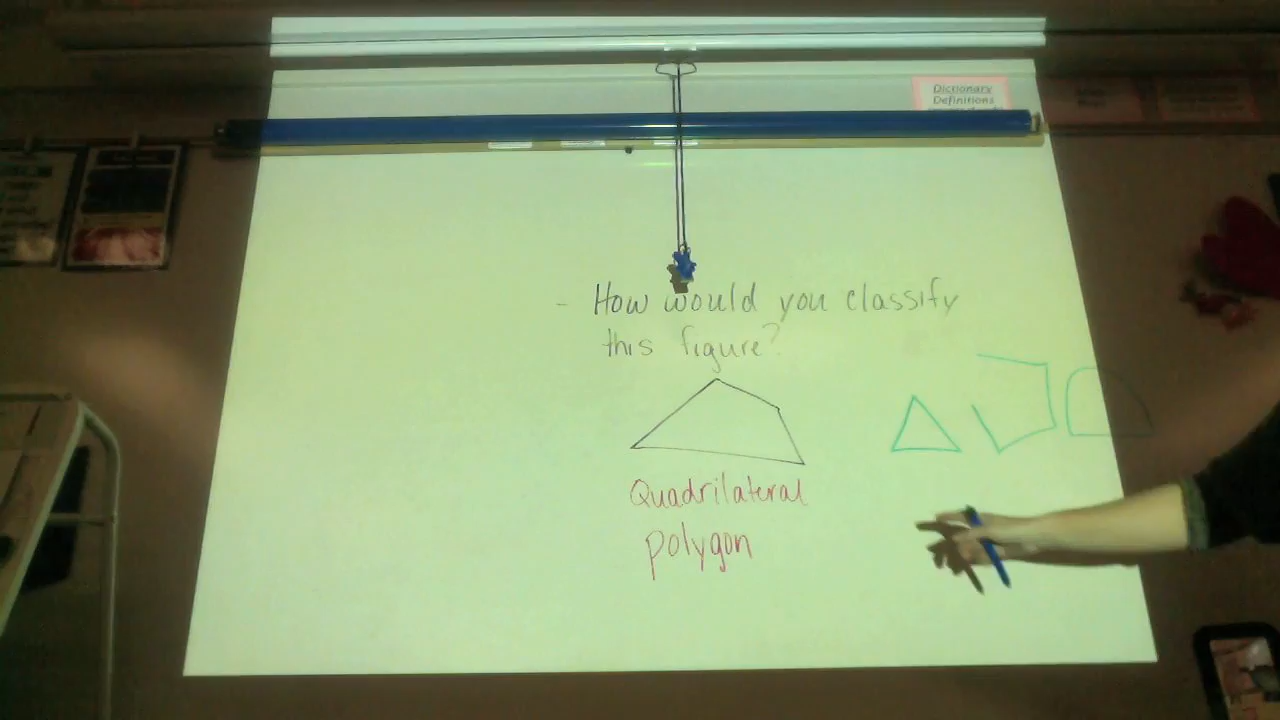 Dictionary
Definitions
- How would you classify
this figure?
Quadrilateral
polygon